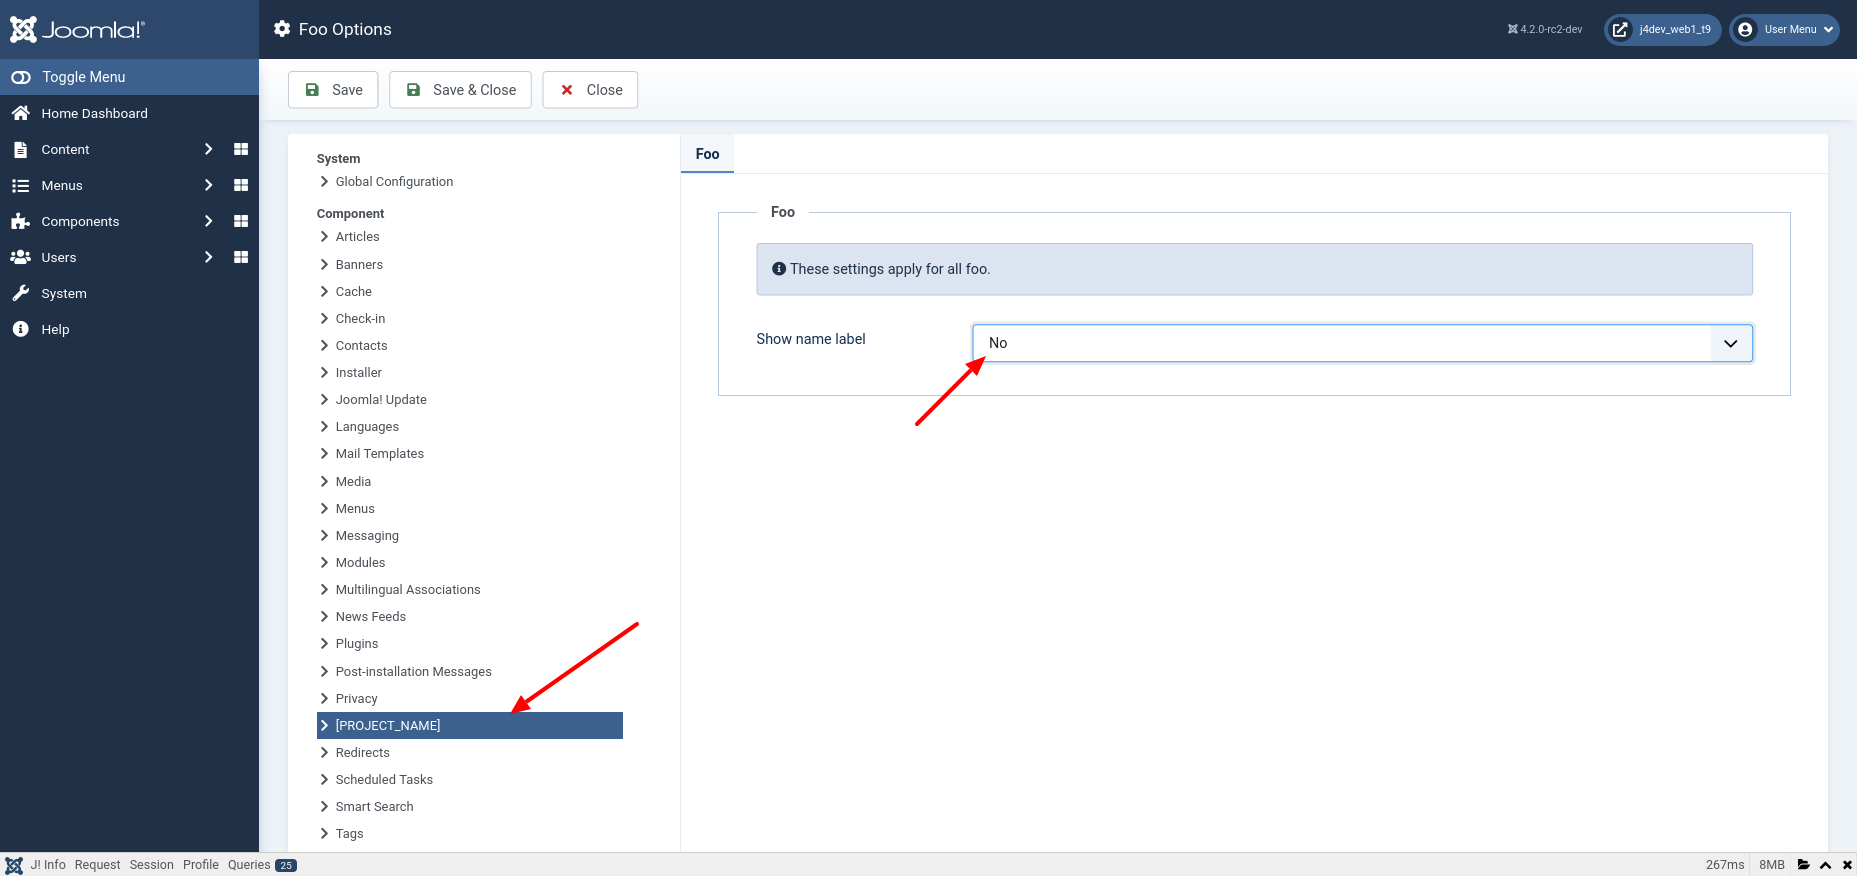 Joomla!®
Foo Options
4.2.0-rc2-dev
j4dev_web1_t9
User Menu
Toggle Menu
Home Dashboard
Content
Menus
Components
Users
System
Help
Save
Save & Close
Close
System
Global Configuration
Component
Articles
Banners
Cache
Check-in
Contacts
Installer
Joomla! Update
Languages
Mail Templates
Media
Menus
Messaging
Modules
Multilingual Associations
News Feeds
Plugins
Post-installation Messages
Privacy
[PROJECT_NAME]
Redirects
Scheduled Tasks
Smart Search
Tags
Foo
Foo
These settings apply for all foo.
Show name label
No
J! Info Request Session Profile Queries 25
267ms 8MB